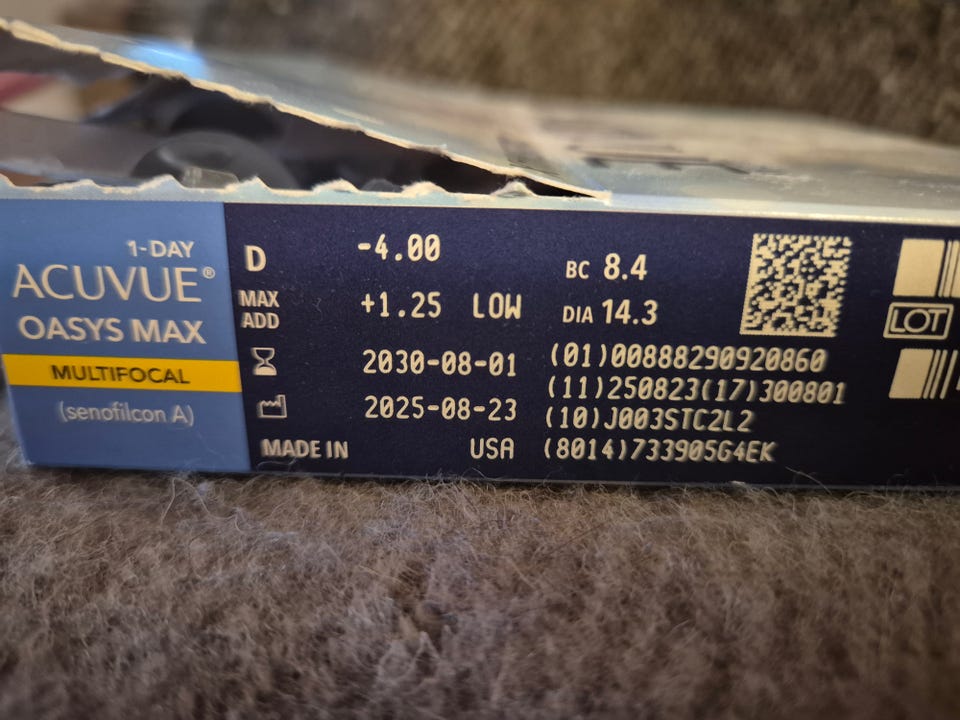 1-DAY
ACUVUE®
OASYS MAX
MULTIFOCAL
(senofilcon A)
D -4.00
MAX ADD +1.25 LOW
2030-08-01
2025-08-23
MADE IN USA
BC 8.4
DIA 14.3
(01)00888290920860
(11)250823(17)300801
(10)J003STC2L2
(8014)733905G4EK
LOT